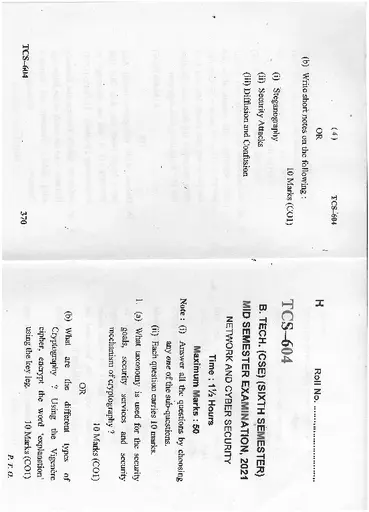 ( 4 )
TCS-604
OR
(b) Write short notes on the following :
10 Marks (CO1)
(i) Steganography
(ii) Security Attacks
(iii) Diffusion and Confusion
TCS-604
370
H
Roll No. ..............................
TCS-604
B. TECH. (CSE) (SIXTH SEMESTER)
MID SEMESTER EXAMINATION, 2021
NETWORK AND CYBER SECURITY
Time : 1½ Hours
Maximum Marks : 50
Note : (i) Answer all the questions by choosing
any one of the sub-questions.
(ii) Each question carries 10 marks.
1. (a) What taxonomy is used for the security
goals, security services and security
mechanism of cryptography ?
10 Marks (CO1)
OR
(b) What are the different types of
Cryptography ? Using the Vigenère
cipher, encrypt the word 'explanation'
using the key leg. 10 Marks (CO1)
P. T. O.